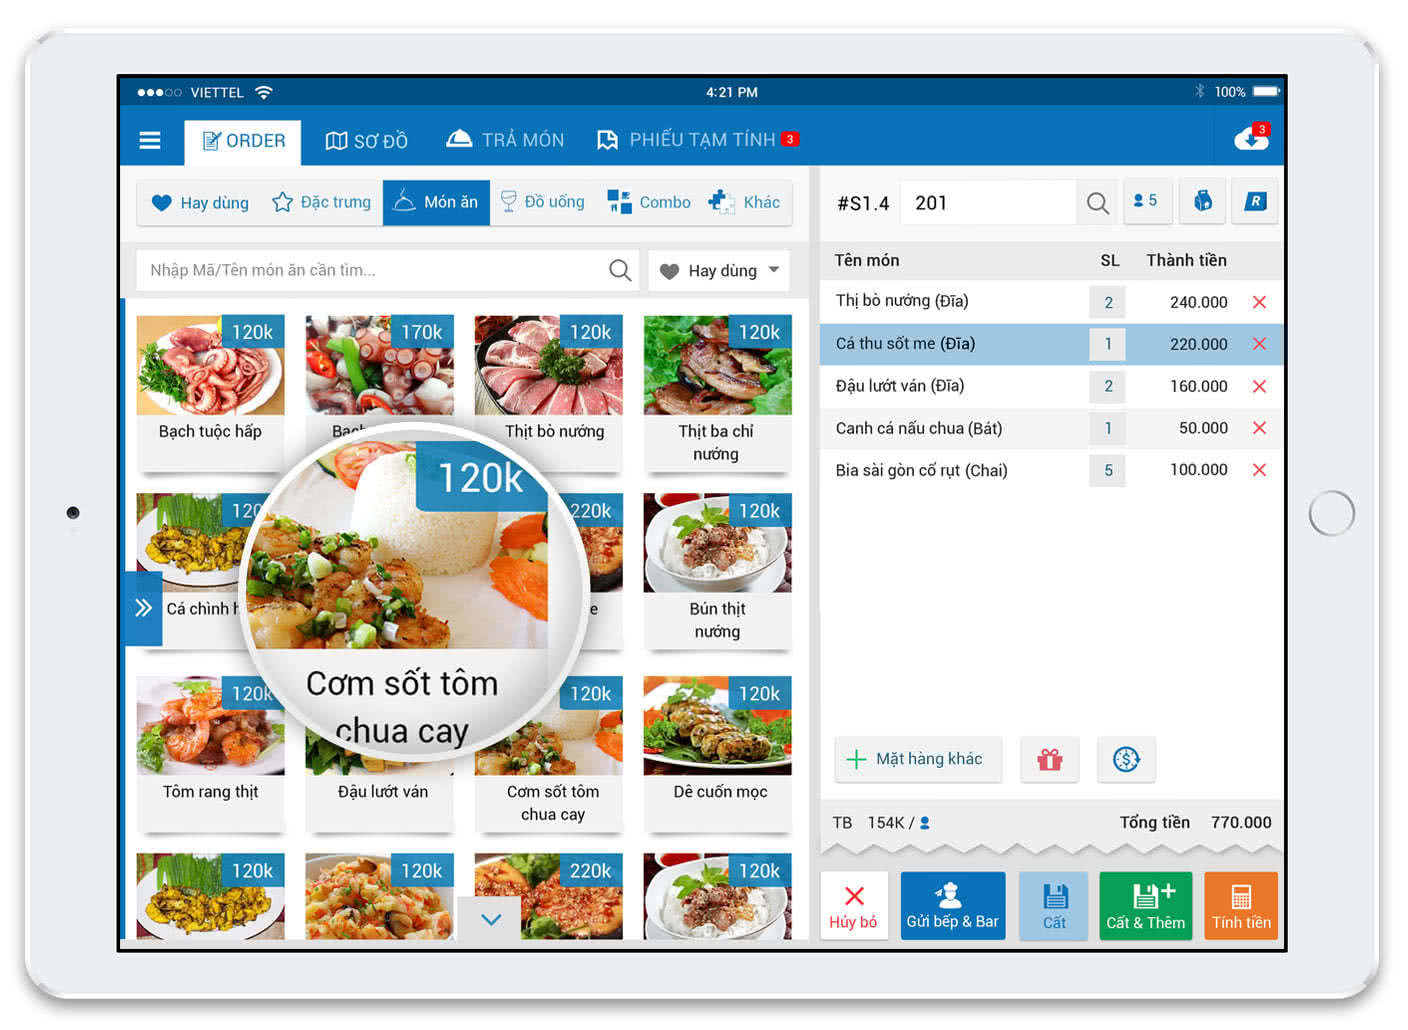 VIETTEL
4:21 PM
100%
ORDER
SƠ ĐỒ
TRẢ MÓN
PHIẾU TẠM TÍNH 3
3
Hay dùng
Đặc trưng
Món ăn
Đồ uống
Combo
Khác
#S1.4
201
5
R
Nhập Mã/Tên món ăn cần tìm...
Hay dùng
Tên món SL Thành tiền
Thị bò nướng (Đĩa) 2 240.000
Cá thu sốt me (Đĩa) 1 220.000
Đậu lướt ván (Đĩa) 2 160.000
Canh cá nấu chua (Bát) 1 50.000
Bia sài gòn cổ rụt (Chai) 5 100.000
120k
170k
120k
120k
Bạch tuộc hấp
Thịt bò nướng
Thịt ba chỉ
nướng
120k
220k
120k
Cá chình
Bún thịt
nướng
120k
Cơm sốt tôm
chua cay
120k
120k
120k
Tôm rang thịt
Đậu lướt ván
Cơm sốt tôm
chua cay
Dê cuốn mọc
120k
120k
220k
120k
Mặt hàng khác
TB 154K /
Tổng tiền 770.000
Hủy bỏ
Gửi bếp & Bar
Cất
Cất & Thêm
Tính tiền